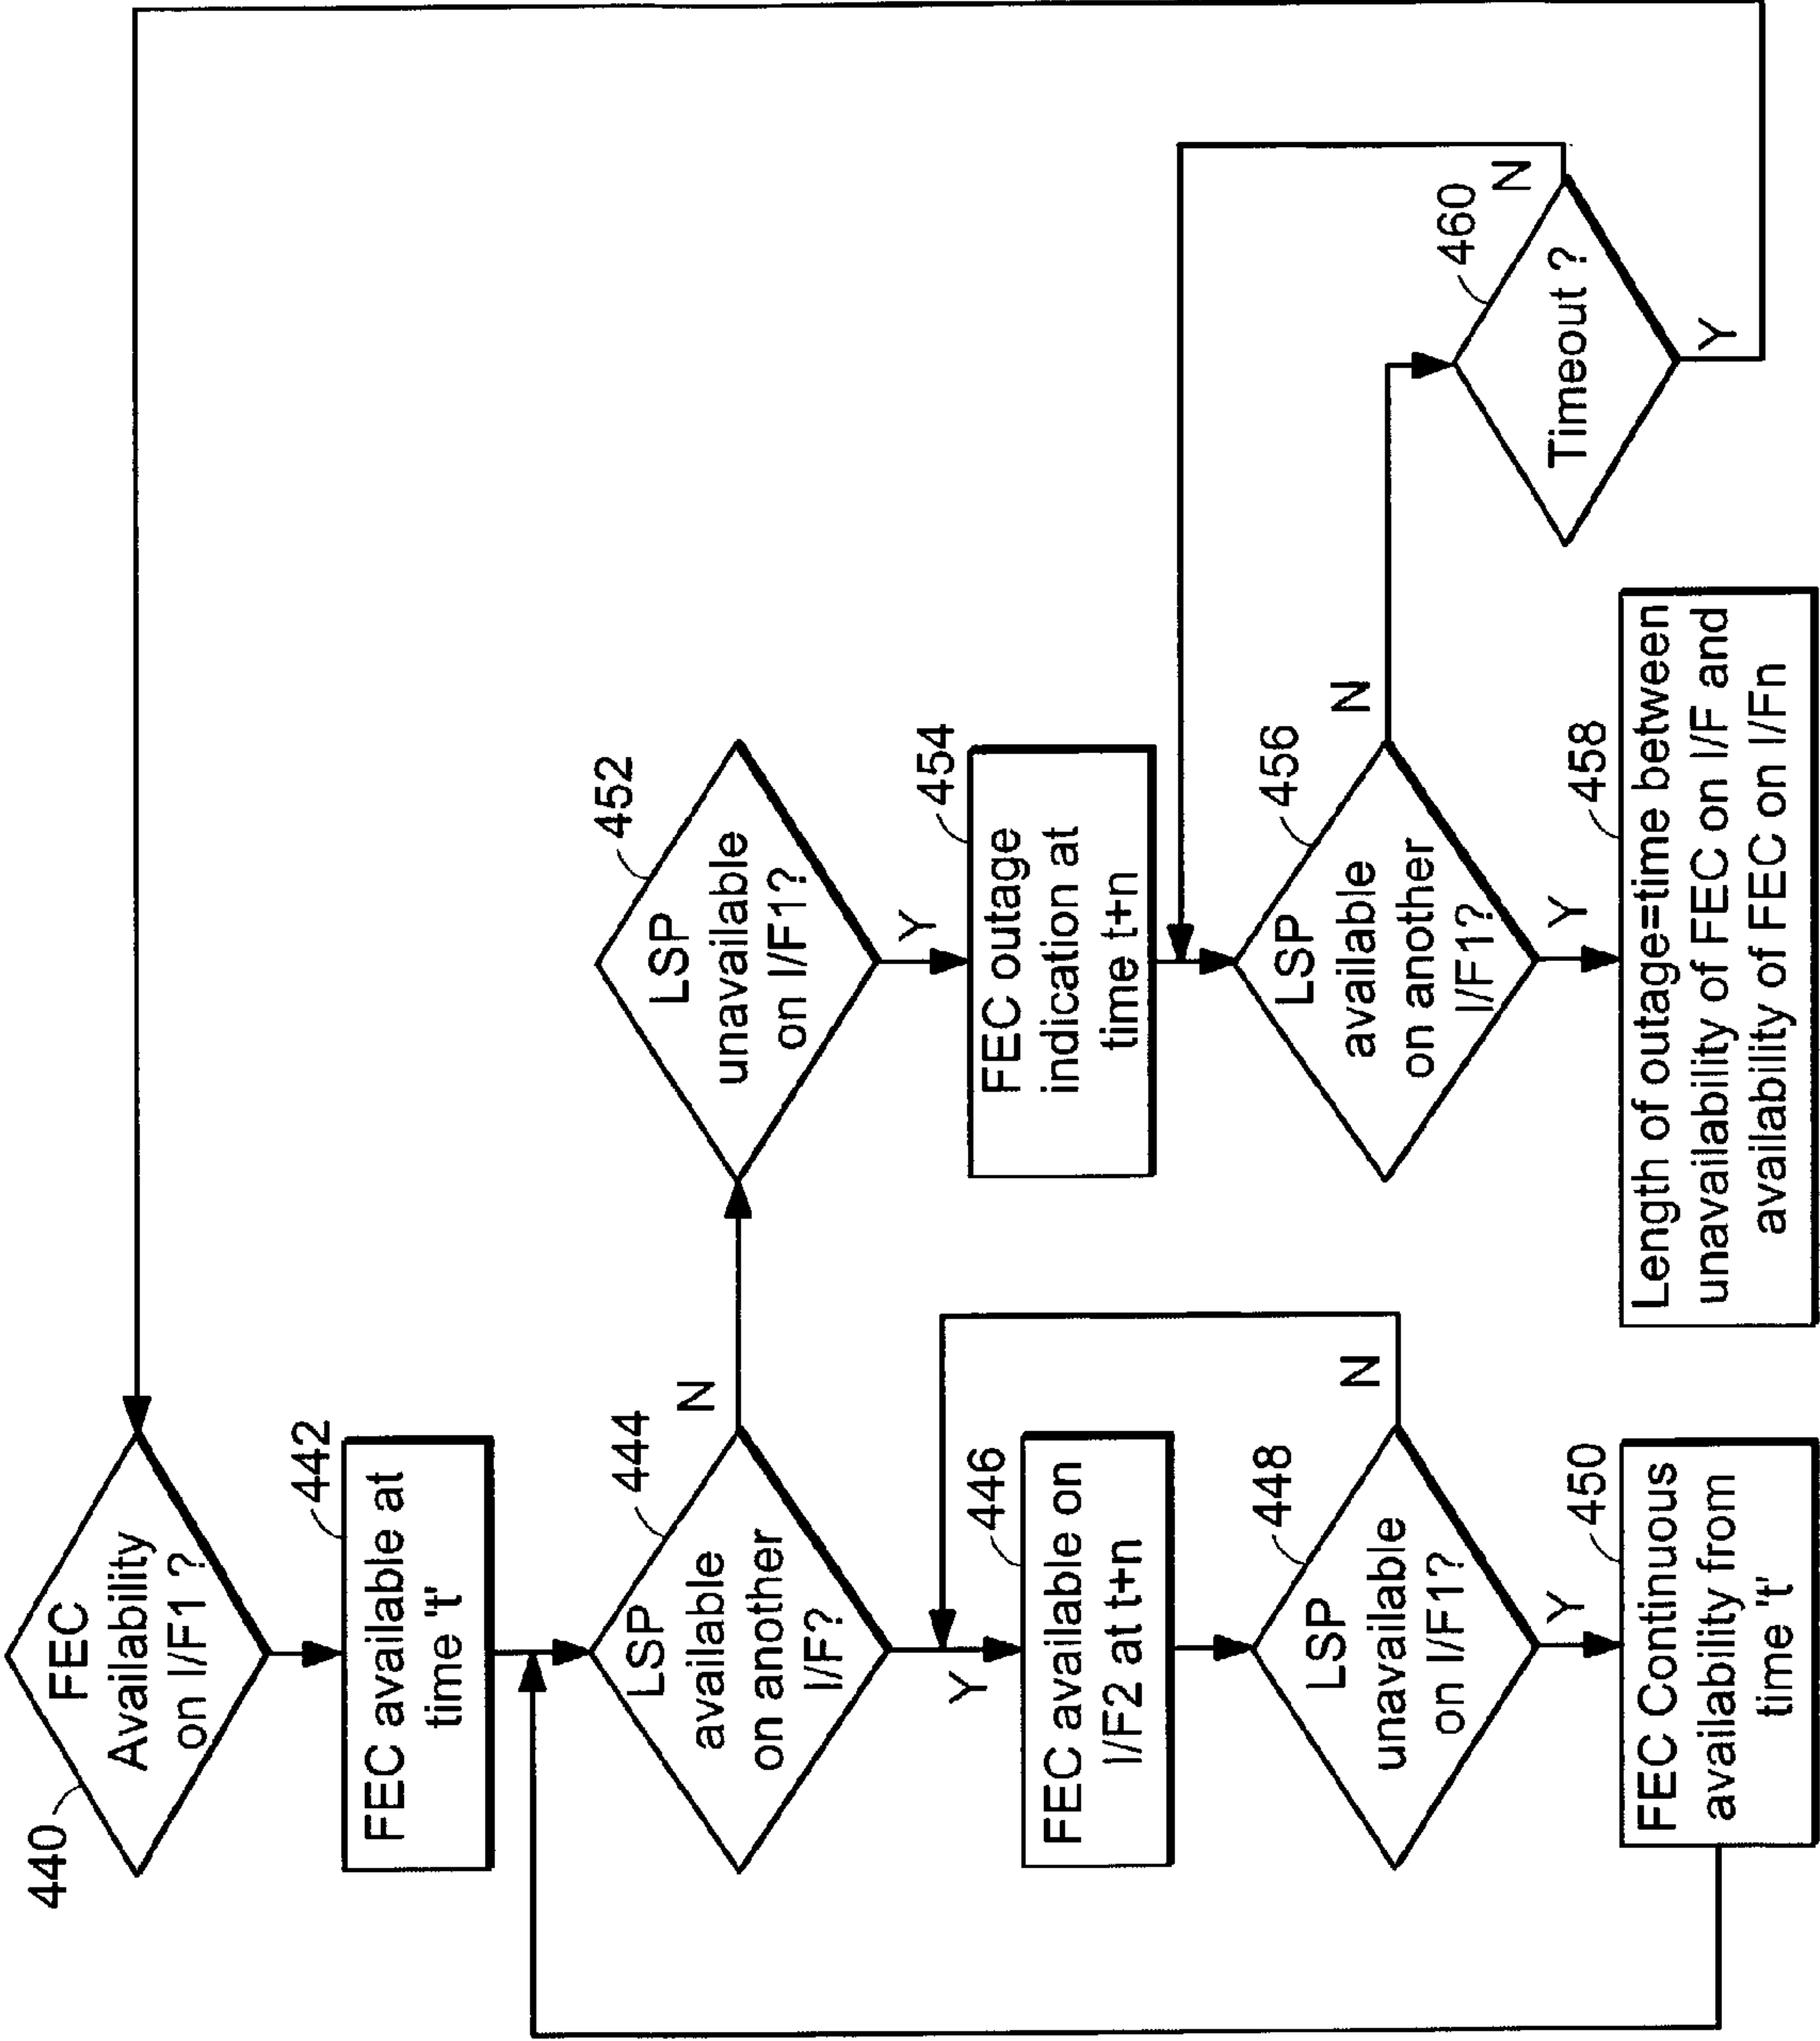 440
FEC
Availability
on I/F1 ?
442
FEC available at
time 't'
444
LSP
available
on another
I/F?
N
Y
446
FEC available on
I/F2 at t+n
448
LSP
unavailable
on I/F1?
N
Y
450
FEC Continuous
availability from
time 't'
452
LSP
unavailable
on I/F1?
Y
454
FEC outage
indication at
time t+n
456
LSP
available
on another
I/F1?
N
Y
458
Length of outage=time between
unavailability of FEC on I/F and
availability of FEC on I/Fn
460
Timeout ?
N
Y